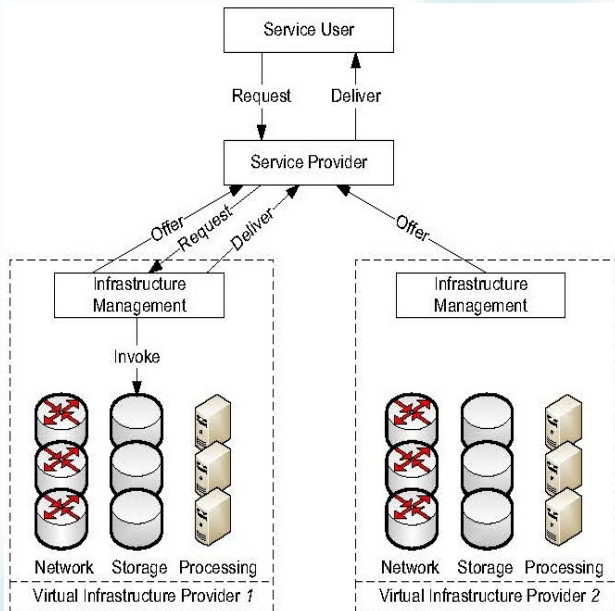 Service User
Request
Deliver
Service Provider
Offer
Request
Deliver
Offer
Infrastructure
Management
Infrastructure
Management
Invoke
Network Storage Processing
Network Storage Processing
Virtual Infrastructure Provider 1
Virtual Infrastructure Provider 2